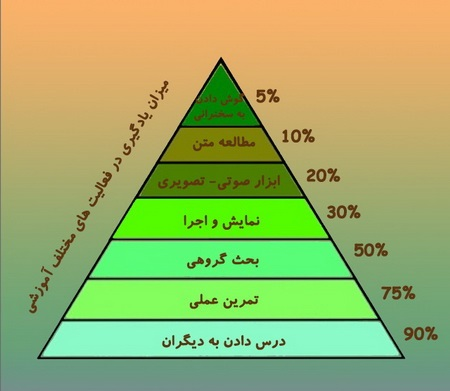 میزان یادگیری در فعالیت های مختلف آموزشی
گوش دادن
به سخنرانی
5%
مطالعه متن
10%
ابزار صوتی- تصویری
20%
نمایش و اجرا
30%
بحث گروهی
50%
تمرین عملی
75%
درس دادن به دیگران
90%